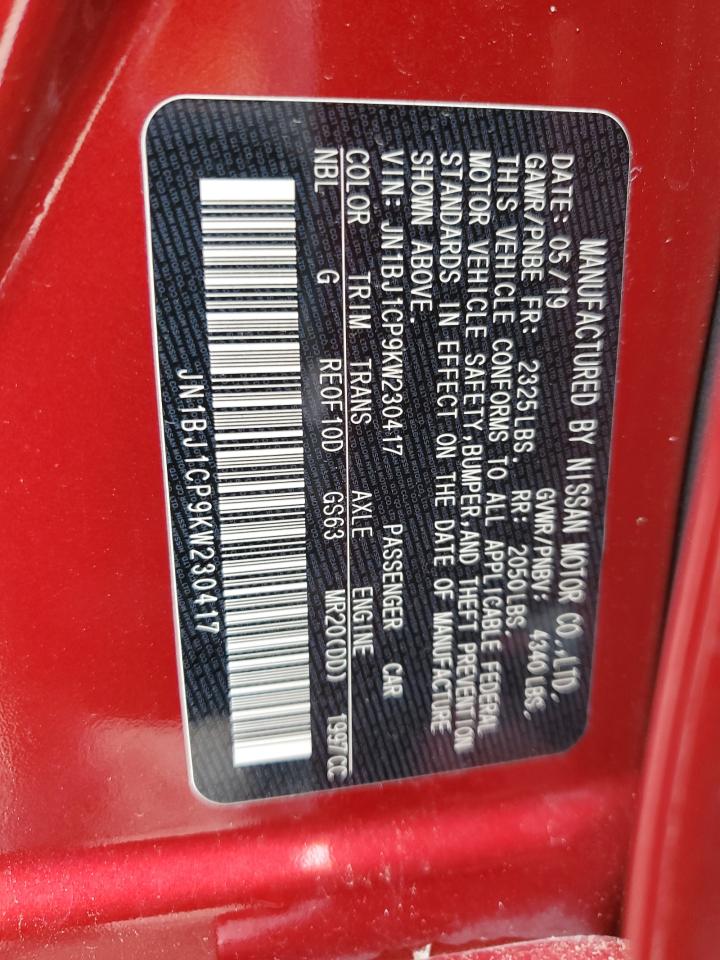 MANUFACTURED BY NISSAN MOTOR CO.,LTD.
DATE: 05/19 GVWR/PNBV: 4340 LBS,
GAWR/PNBE FR: 2325LBS, RR: 2050LBS.
THIS VEHICLE CONFORMS TO ALL APPLICABLE FEDERAL
MOTOR VEHICLE SAFETY,BUMPER,AND THEFT PREVENTION
STANDARDS IN EFFECT ON THE DATE OF MANUFACTURE
SHOWN ABOVE.
VIN: JN1BJ1CP9KW230417 PASSENGER CAR
COLOR TRIM TRANS AXLE ENGINE
NBL G RE0F10D GS63 MR20(DD) 1997CC
JN1BJ1CP9KW230417